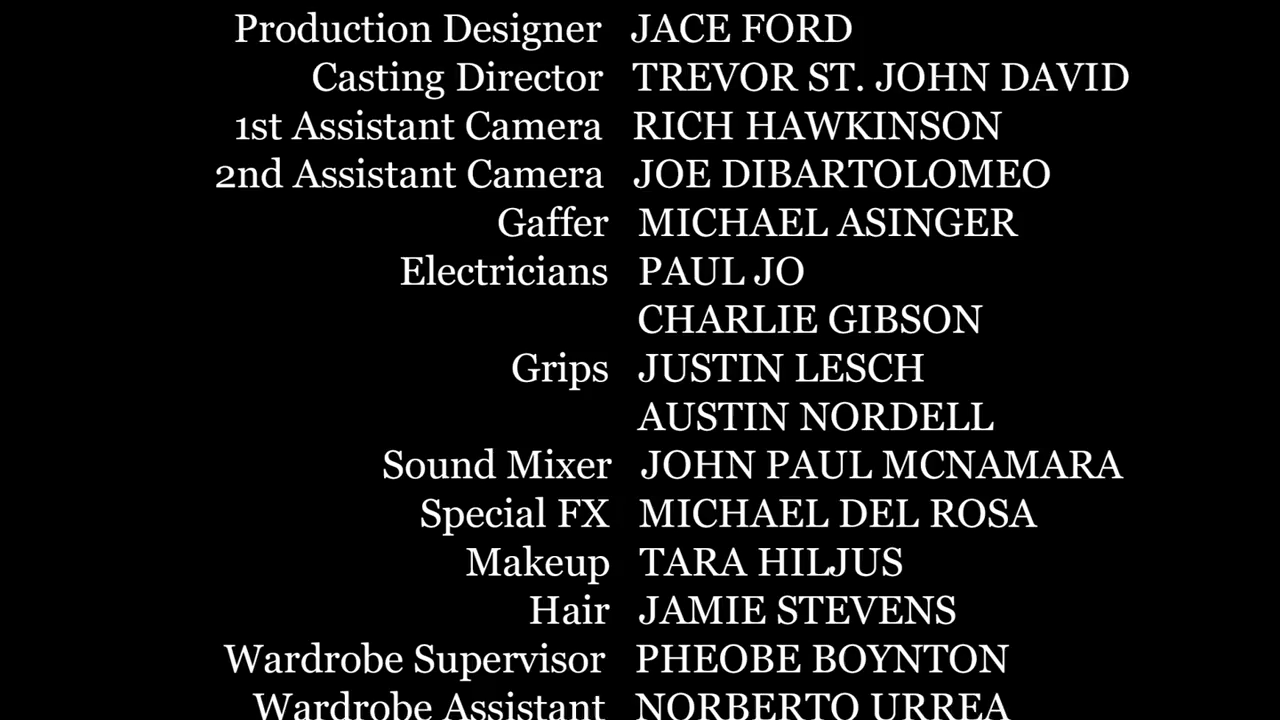 Production Designer JACE FORD
Casting Director TREVOR ST. JOHN DAVID
1st Assistant Camera RICH HAWKINSON
2nd Assistant Camera JOE DIBARTOLOMEO
Gaffer MICHAEL ASINGER
Electricians PAUL JO
CHARLIE GIBSON
Grips JUSTIN LESCH
AUSTIN NORDELL
Sound Mixer JOHN PAUL MCNAMARA
Special FX MICHAEL DEL ROSA
Makeup TARA HILJUS
Hair JAMIE STEVENS
Wardrobe Supervisor PHEOBE BOYNTON
Wardrobe Assistant NORBERTO URREA